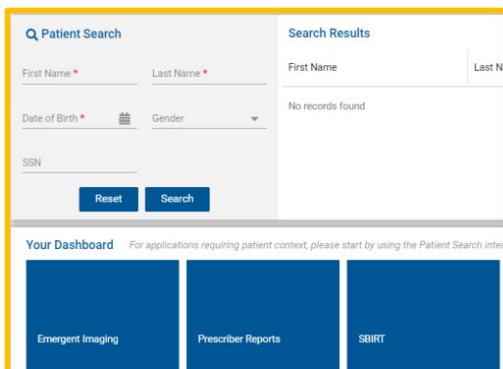 Patient Search
First Name *
Last Name *
Date of Birth *
Gender
SSN
Reset
Search
Search Results
First Name
Last N
No records found
Your Dashboard For applications requiring patient context, please start by using the Patient Search inter
Emergent Imaging
Prescriber Reports
SBIRT